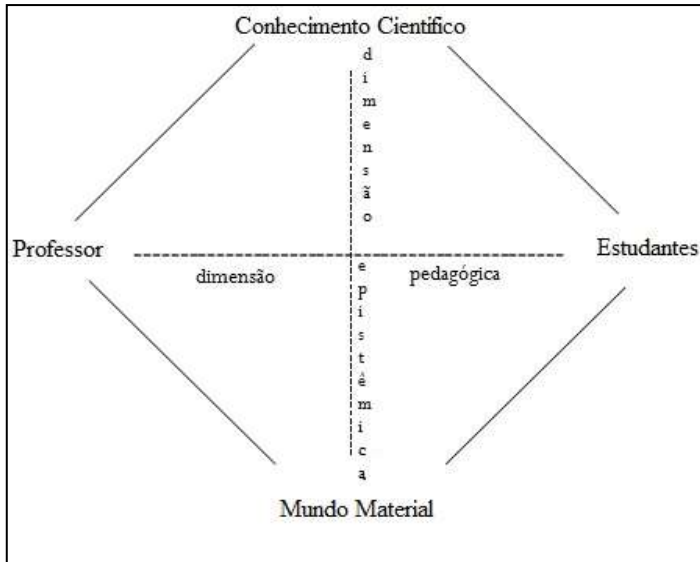 Conhecimento Científico
dimensão
Professor
Estudantes
dimensão
pedagógica
epistêmica
Mundo Material